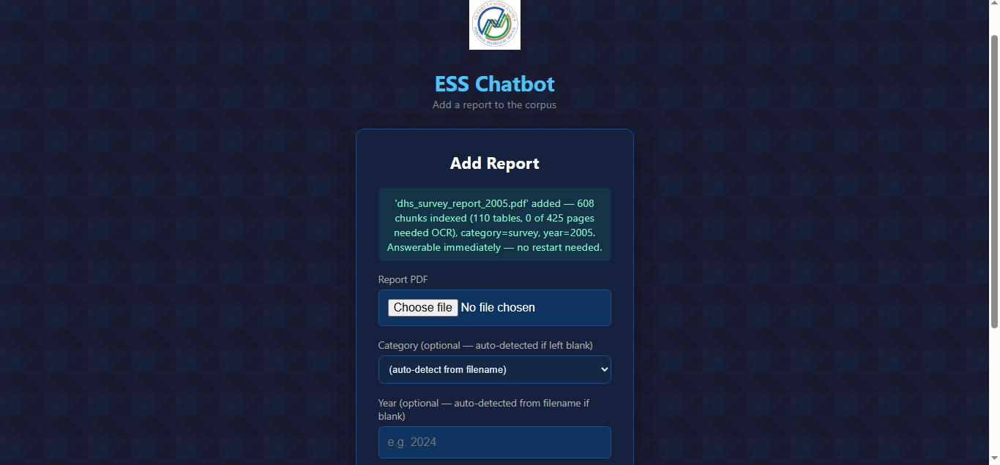 ESS Chatbot
Add a report to the corpus
Add Report
'dhs_survey_report_2005.pdf' added — 608
chunks indexed (110 tables, 0 of 425 pages
needed OCR), category=survey, year=2005.
Answerable immediately — no restart needed.
Report PDF
Choose file No file chosen
Category (optional — auto-detected if left blank)
(auto-detect from filename)
Year (optional — auto-detected from filename if
blank)
e.g. 2024